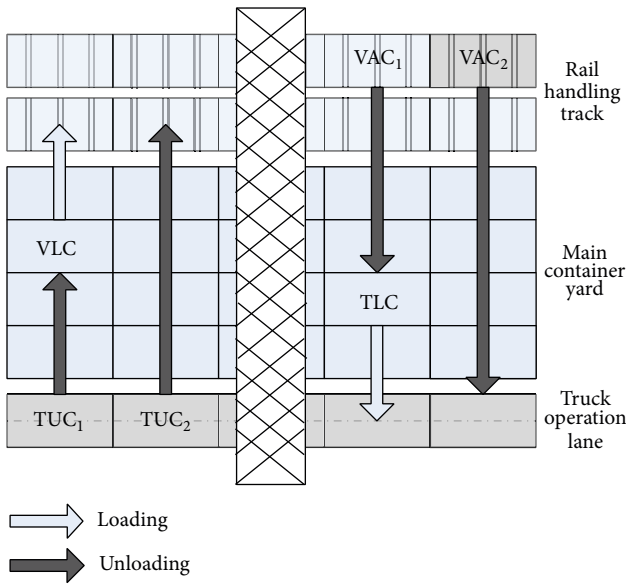 VAC₁
VAC₂
Rail
handling
track
VLC
TLC
Main
container
yard
TUC₁
TUC₂
Truck
operation
lane
Loading
Unloading